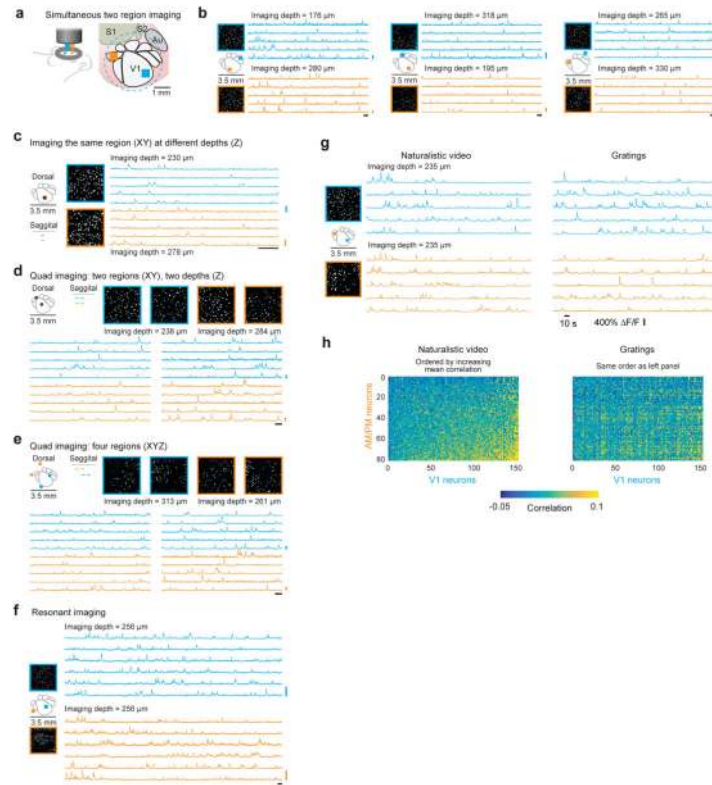 a
Simultaneous two region imaging
S1
S2
Au
V1
1 mm
b
Imaging depth = 176 µm
Imaging depth = 318 µm
Imaging depth = 265 µm
3.5 mm
3.5 mm
3.5 mm
Imaging depth = 280 µm
Imaging depth = 195 µm
Imaging depth = 330 µm
c
Imaging the same region (XY) at different depths (Z)
Imaging depth = 230 µm
Dorsal
3.5 mm
Saggital
Imaging depth = 278 µm
d
Quad imaging: two regions (XY), two depths (Z)
Dorsal
Saggital
3.5 mm
Imaging depth = 238 µm
Imaging depth = 284 µm
e
Quad imaging: four regions (XYZ)
Dorsal
Saggital
3.5 mm
Imaging depth = 313 µm
Imaging depth = 261 µm
f
Resonant imaging
Imaging depth = 256 µm
3.5 mm
Imaging depth = 256 µm
g
Naturalistic video
Gratings
Imaging depth = 235 µm
3.5 mm
Imaging depth = 235 µm
10 s
400% ΔF/F
h
Naturalistic video
Gratings
Ordered by increasing
mean correlation
Same order as left panel
AM/PM neurons
0
20
40
60
80
0
50
100
150
0
50
100
150
V1 neurons
V1 neurons
-0.05
Correlation
0.1